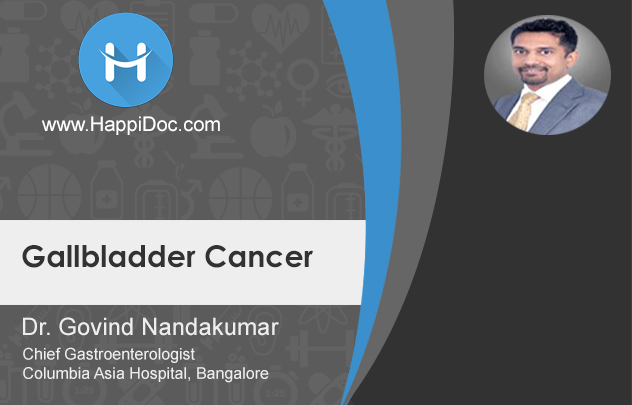 H
www.HappiDoc.com
Gallbladder Cancer
Dr. Govind Nandakumar
Chief Gastroenterologist
Columbia Asia Hospital, Bangalore